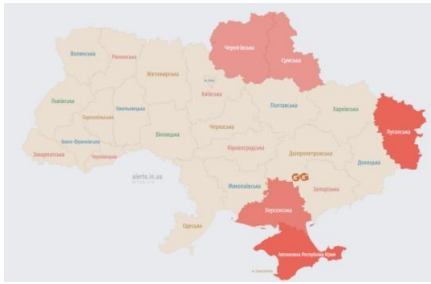 Чернігівська
Сумська
Волинська
Рівненська
Житомирська
Київська
Львівська
Тернопільська
Хмельницька
Полтавська
Харківська
Луганська
Івано-Франківська
Вінницька
Черкаська
Закарпатська
Чернівецька
Кіровоградська
Дніпропетровська
Донецька
alerts.in.ua
GG
Миколаївська
Запорізька
Херсонська
Одеська
Автономна Республіка Крим